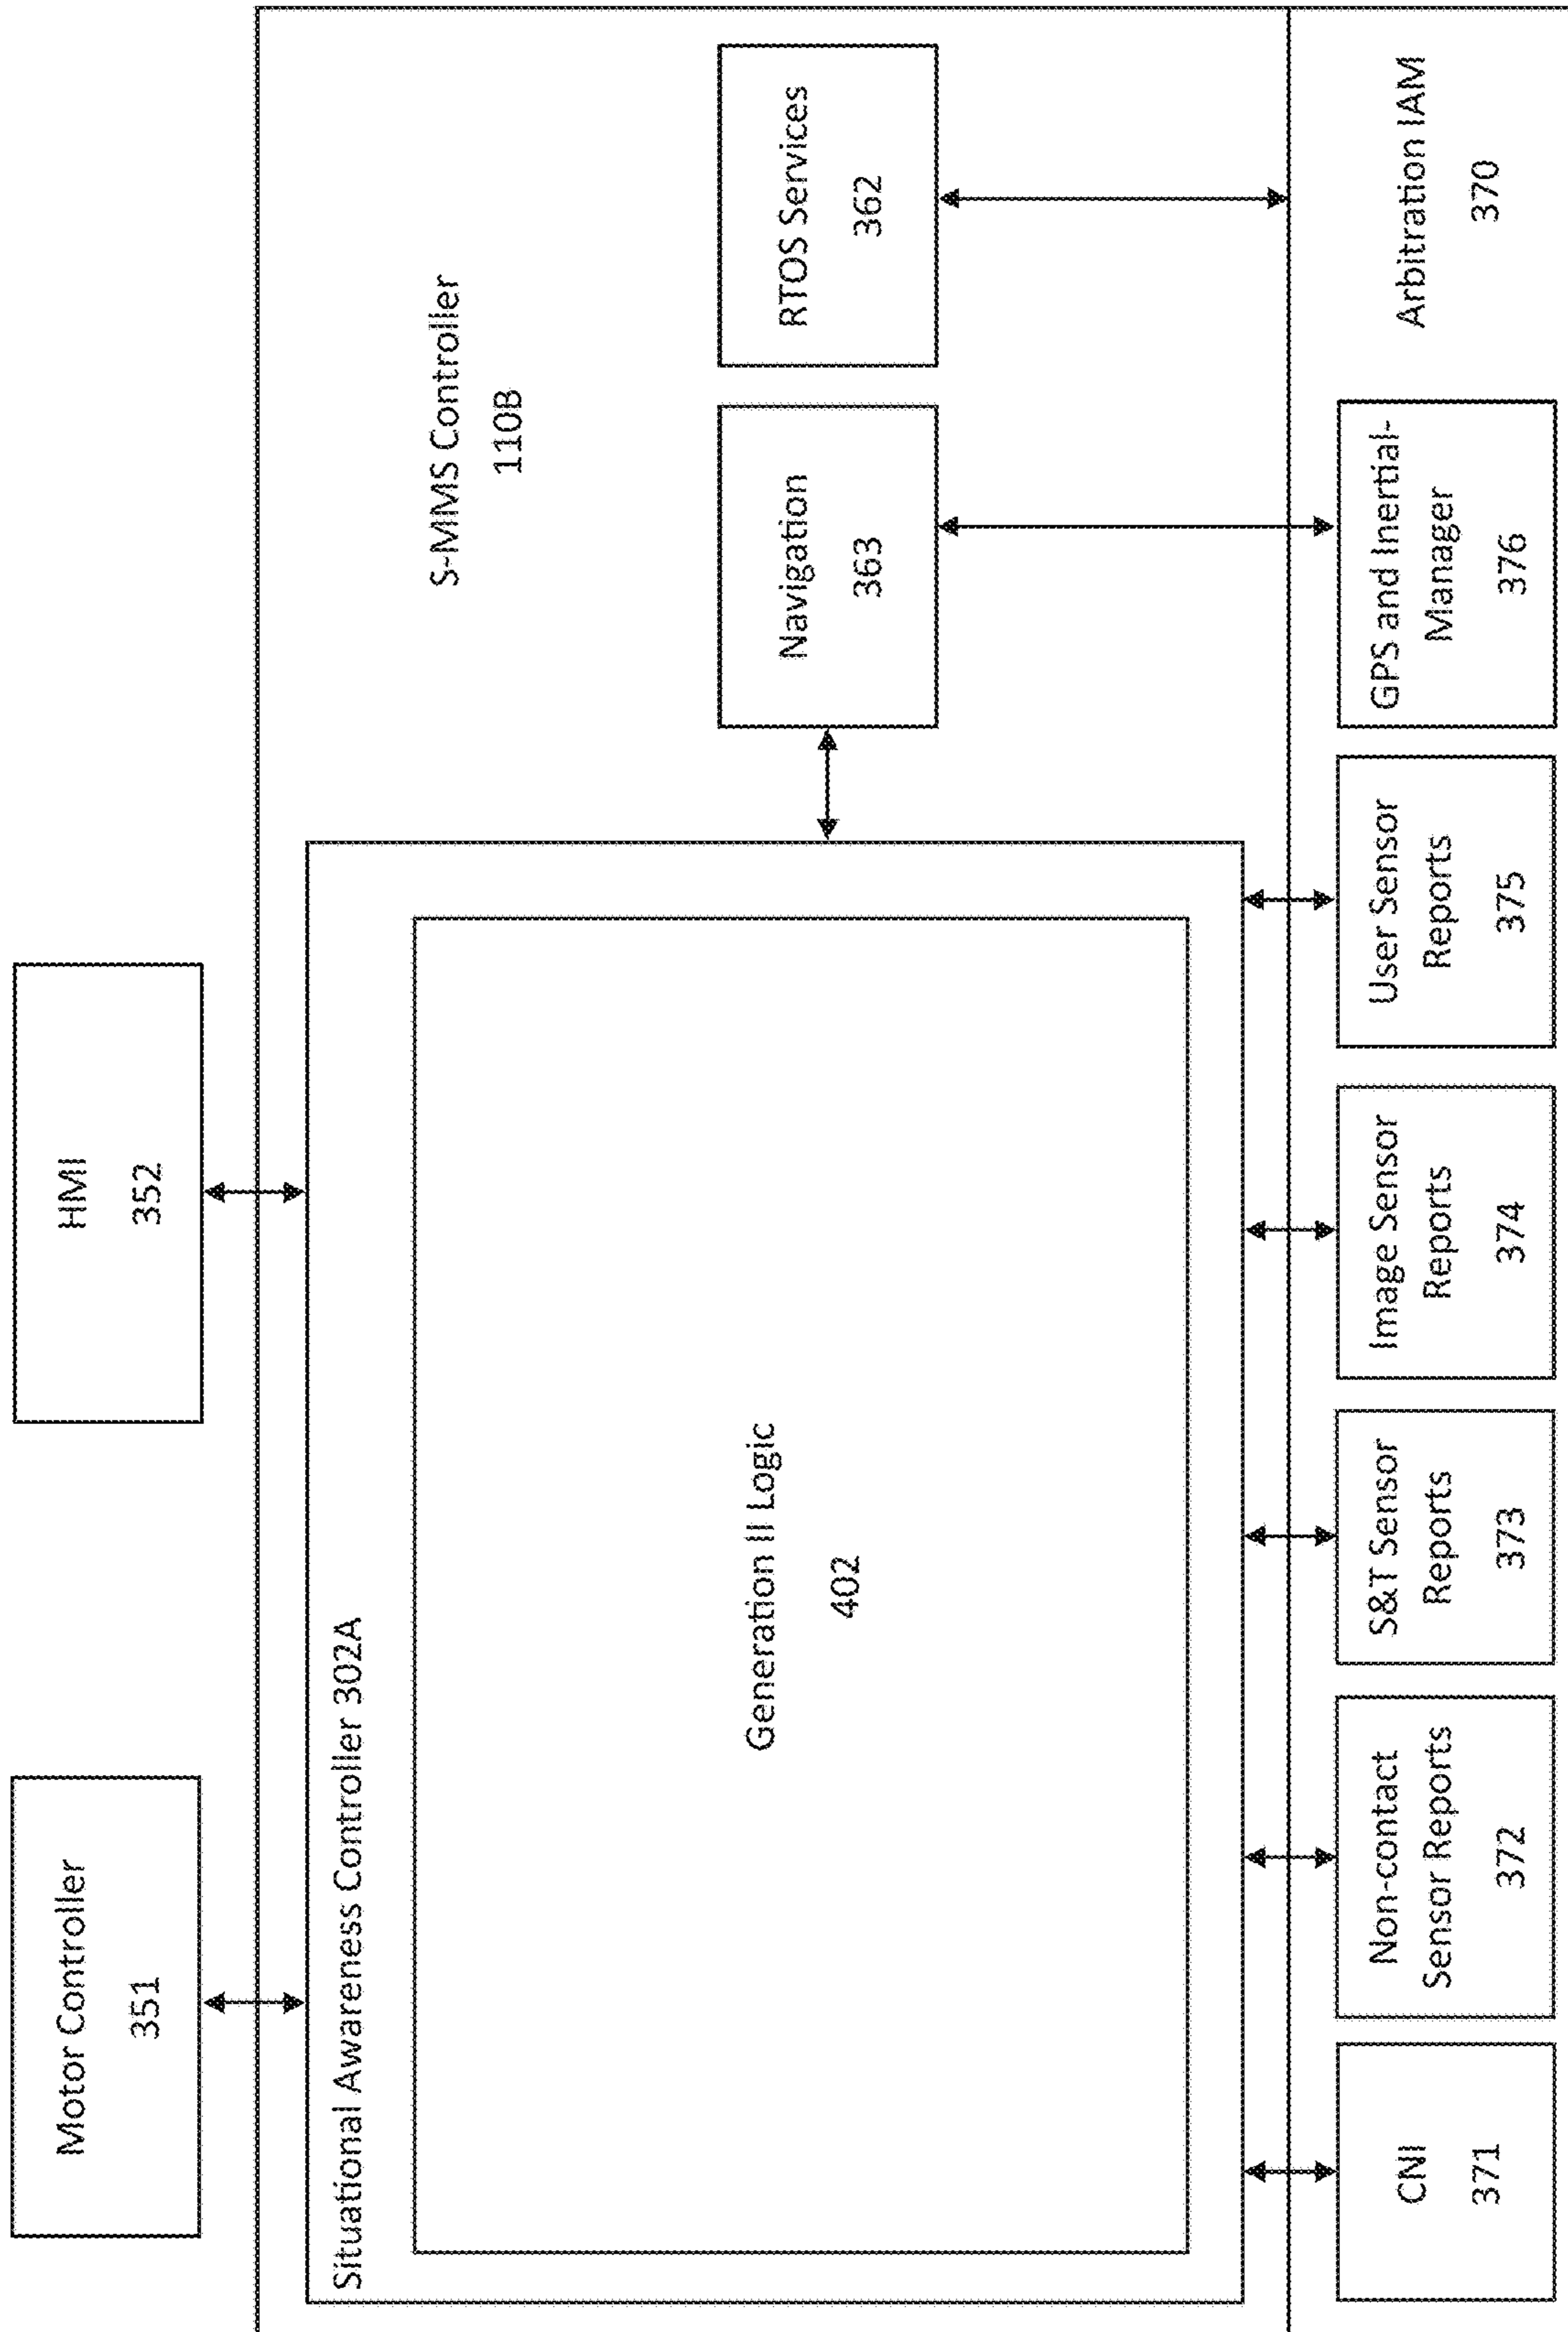 Motor Controller
351
HMI
352
S-MMS Controller
110B
Situational Awareness Controller 302A
Generation II Logic
402
Navigation
363
RTOS Services
362
CNI
371
Non-contact
Sensor Reports
372
S&T Sensor
Reports
373
Image Sensor
Reports
374
User Sensor
Reports
375
GPS and Inertial-
Manager
376
Arbitration IAM
370